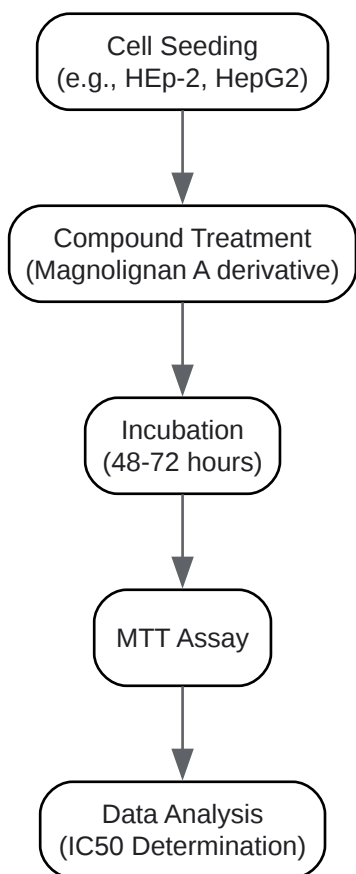 Cell Seeding
(e.g., HEp-2, HepG2)
Compound Treatment
(Magnolignan A derivative)
Incubation
(48-72 hours)
MTT Assay
Data Analysis
(IC50 Determination)